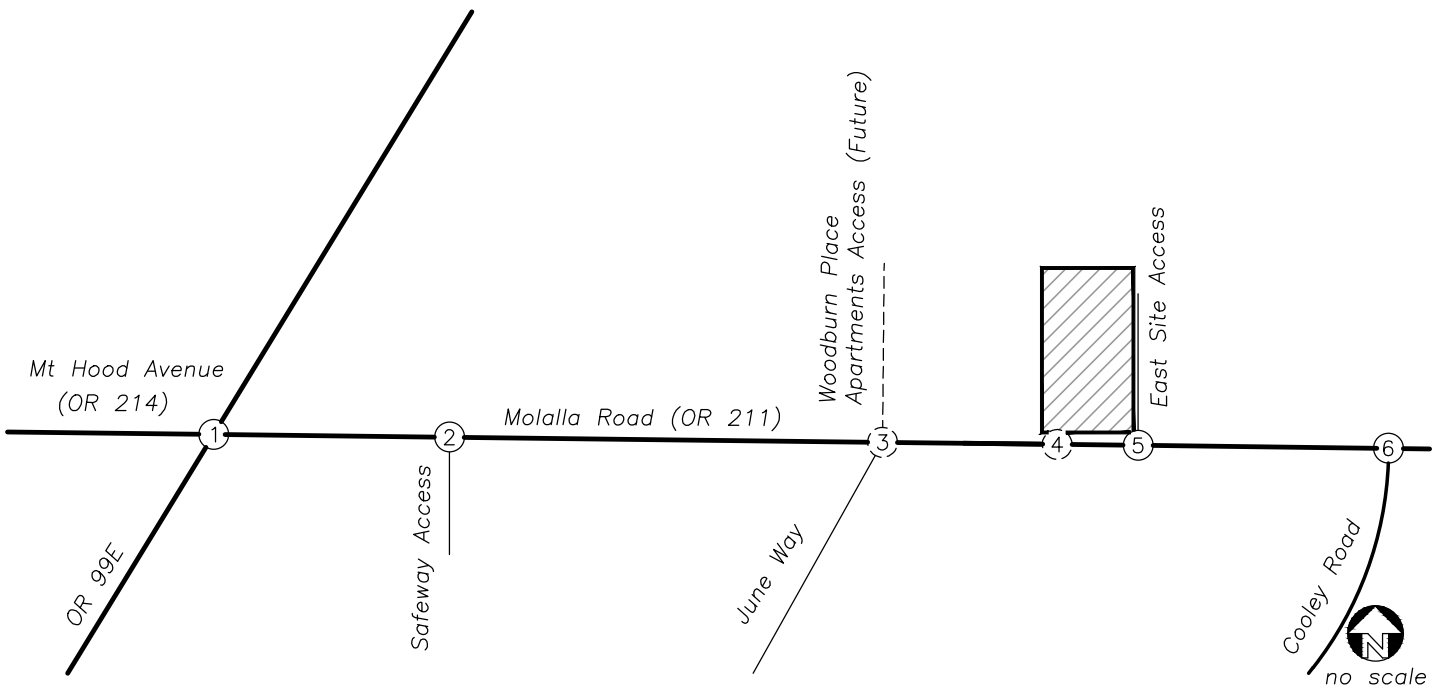 Mt Hood Avenue
(OR 214)
1
OR 99E
2
Safeway Access
Molalla Road (OR 211)
Woodburn Place
Apartments Access (Future)
3
June Way
4
5
East Site Access
6
Cooley Road
N
no scale